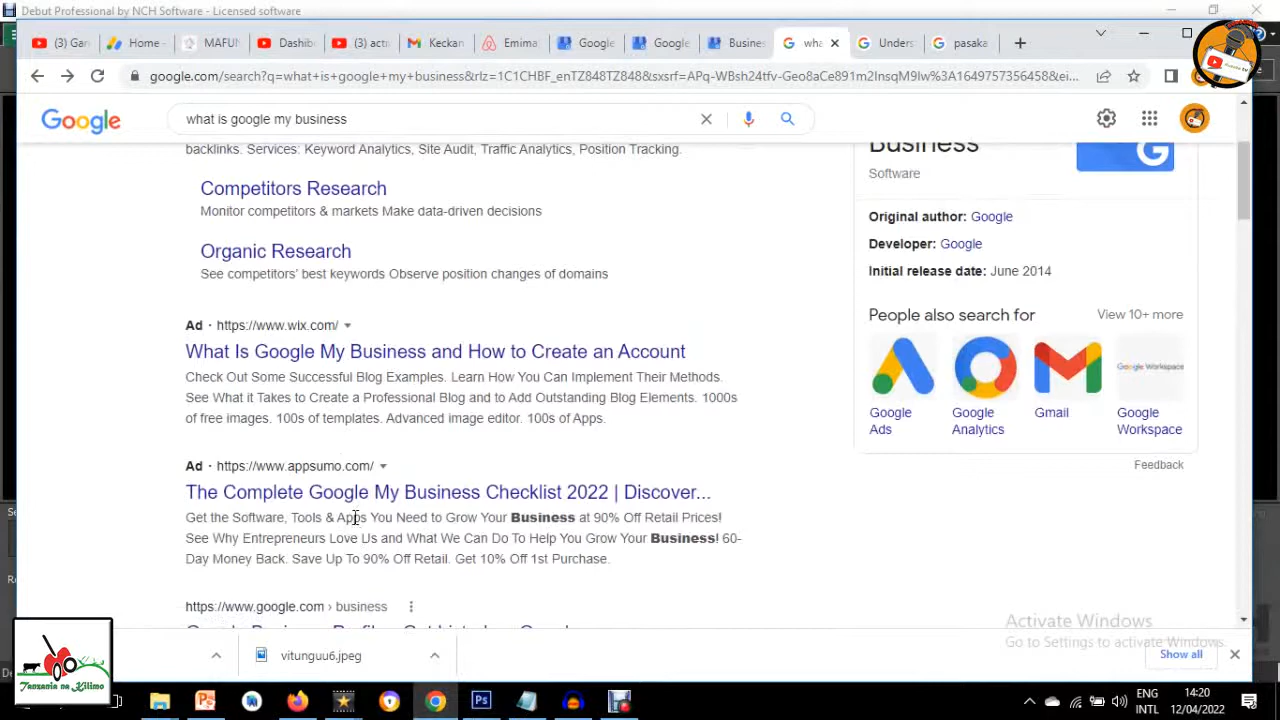 Debut Professional by NCH Software - Licensed software
(3) Gar
Home -
MAFUN
Dashbo
(3) acti
Keckan
Emima
Google
Google
Busine
wha
Unders
pasaka
google.com/search?q=what+is+google+my+business&rlz=
Google
what is google my business
backlinks. Services: Keyword Analytics, Site Audit, Traffic Analytics, Position Tracking.
Competitors Research
Monitor competitors & markets Make data-driven decisions
Organic Research
See competitors' best keywords Observe position changes of domains
Ad · https://www.wix.com/
What Is Google My Business and How to Create an Account
Check Out Some Successful Blog Examples. Learn How You Can Implement Their Methods.
See What it Takes to Create a Professional Blog and to Add Outstanding Blog Elements. 1000s
of free images. 100s of templates. Advanced image editor. 100s of Apps.
Ad · https://www.appsumo.com/
The Complete Google My Business Checklist 2022 | Discover...
Get the Software, Tools & Apps You Need to Grow Your Business at 90% Off Retail Prices!
See Why Entrepreneurs Love Us and What We Can Do To Help You Grow Your Business! 60-
Day Money Back. Save Up To 90% Off Retail. Get 10% Off 1st Purchase.
https://www.google.com › business
Business
Software
Original author: Google
Developer: Google
Initial release date: June 2014
People also search for
View 10+ more
Google Workspace
Google
Ads
Google
Analytics
Gmail
Google
Workspace
Feedback
Activate Windows
Go to Settings to activate Windows.
vitunguu6.jpeg
Show all
Tanzania na Kilimo
ENG
INTL
14:20
12/04/2022